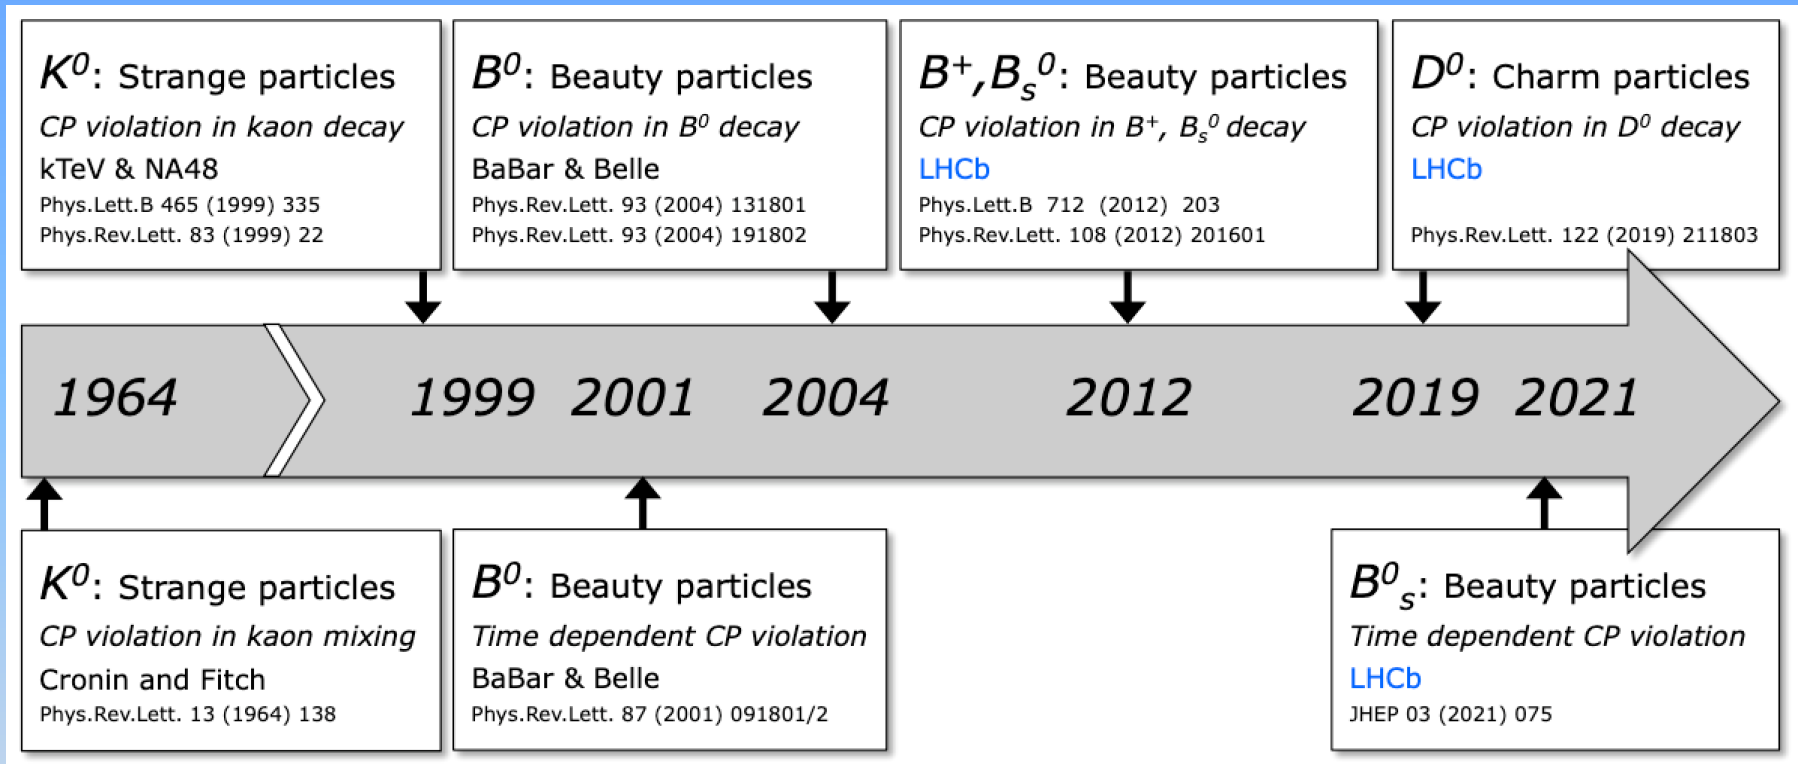 K⁰: Strange particles
CP violation in kaon decay
kTeV & NA48
Phys.Lett.B 465 (1999) 335
Phys.Rev.Lett. 83 (1999) 22
B⁰: Beauty particles
CP violation in B⁰ decay
BaBar & Belle
Phys.Rev.Lett. 93 (2004) 131801
Phys.Rev.Lett. 93 (2004) 191802
B⁺,Bₛ⁰: Beauty particles
CP violation in B⁺, Bₛ⁰ decay
LHCb
Phys.Lett.B 712 (2012) 203
Phys.Rev.Lett. 108 (2012) 201601
D⁰: Charm particles
CP violation in D⁰ decay
LHCb
Phys.Rev.Lett. 122 (2019) 211803
1964 1999 2001 2004 2012 2019 2021
K⁰: Strange particles
CP violation in kaon mixing
Cronin and Fitch
Phys.Rev.Lett. 13 (1964) 138
B⁰: Beauty particles
Time dependent CP violation
BaBar & Belle
Phys.Rev.Lett. 87 (2001) 091801/2
B⁰ₛ: Beauty particles
Time dependent CP violation
LHCb
JHEP 03 (2021) 075